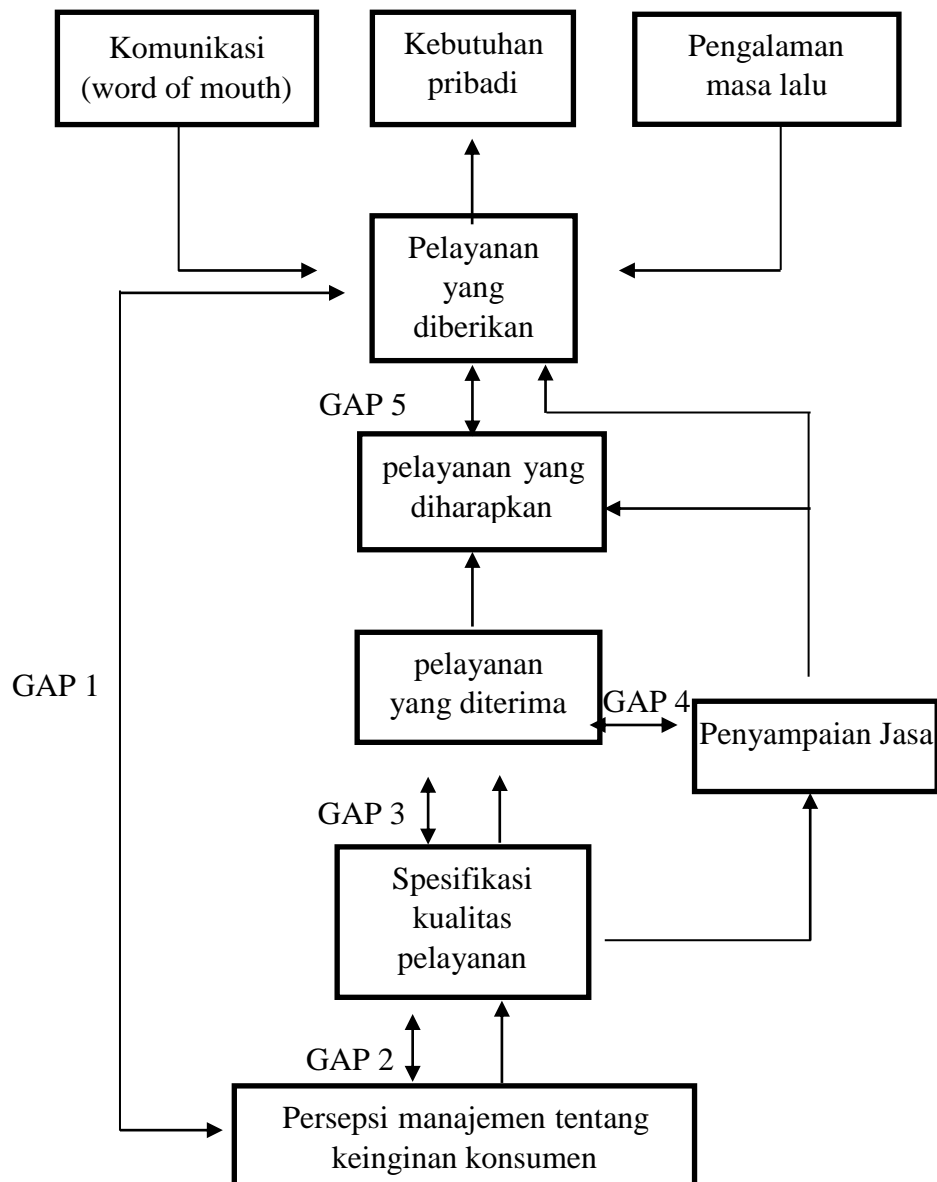 Komunikasi
(word of mouth)
Kebutuhan
pribadi
Pengalaman
masa lalu
Pelayanan
yang
diberikan
GAP 5
pelayanan yang
diharapkan
GAP 1
pelayanan
yang diterima
GAP 4
Penyampaian Jasa
GAP 3
Spesifikasi
kualitas
pelayanan
GAP 2
Persepsi manajemen tentang
keinginan konsumen